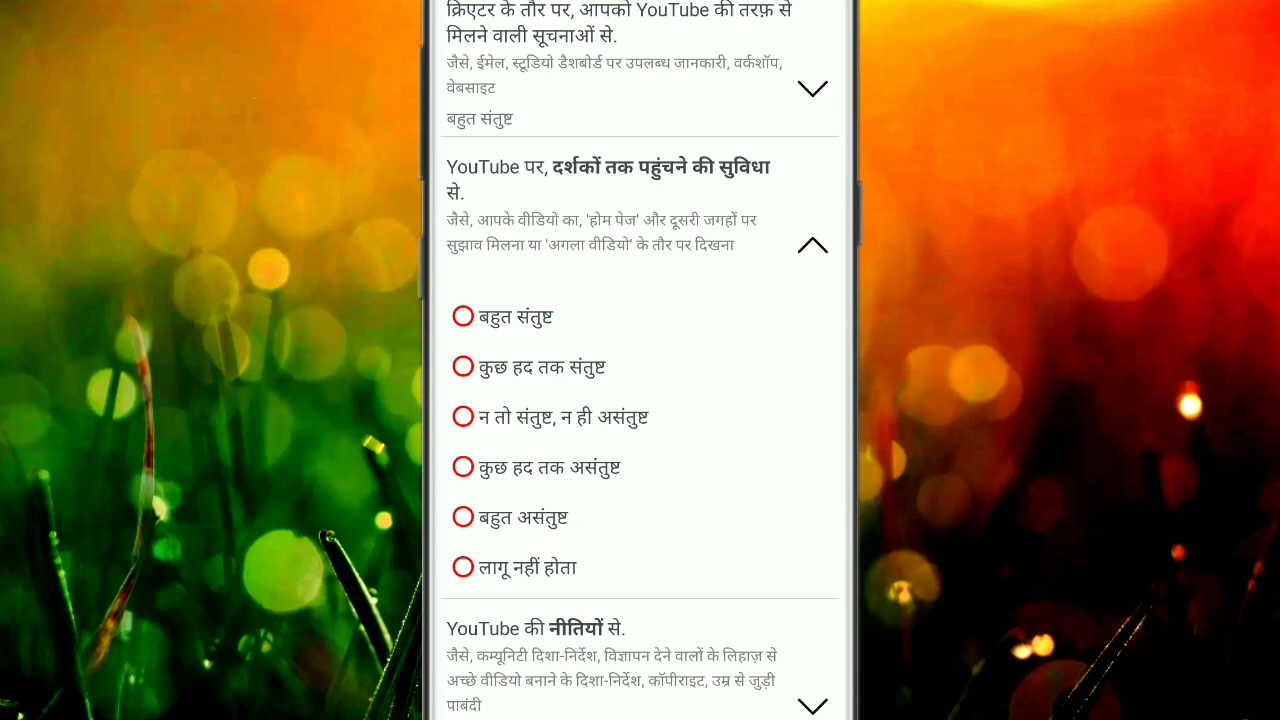 क्रिएटर के तौर पर, आपको YouTube की तरफ़ से
मिलने वाली सूचनाओं से.
जैसे, ईमेल, स्टूडियो डैशबोर्ड पर उपलब्ध जानकारी, वर्कशॉप,
वेबसाइट
बहुत संतुष्ट
YouTube पर, दर्शकों तक पहुंचने की सुविधा
से.
जैसे, आपके वीडियो का, 'होम पेज' और दूसरी जगहों पर
सुझाव मिलना या 'अगला वीडियो' के तौर पर दिखना
बहुत संतुष्ट
कुछ हद तक संतुष्ट
न तो संतुष्ट, न ही असंतुष्ट
कुछ हद तक असंतुष्ट
बहुत असंतुष्ट
लागू नहीं होता
YouTube की नीतियों से.
जैसे, कम्यूनिटी दिशा-निर्देश, विज्ञापन देने वालों के लिहाज़ से
अच्छे वीडियो बनाने के दिशा-निर्देश, कॉपीराइट, उम्र से जुड़ी
पाबंदी